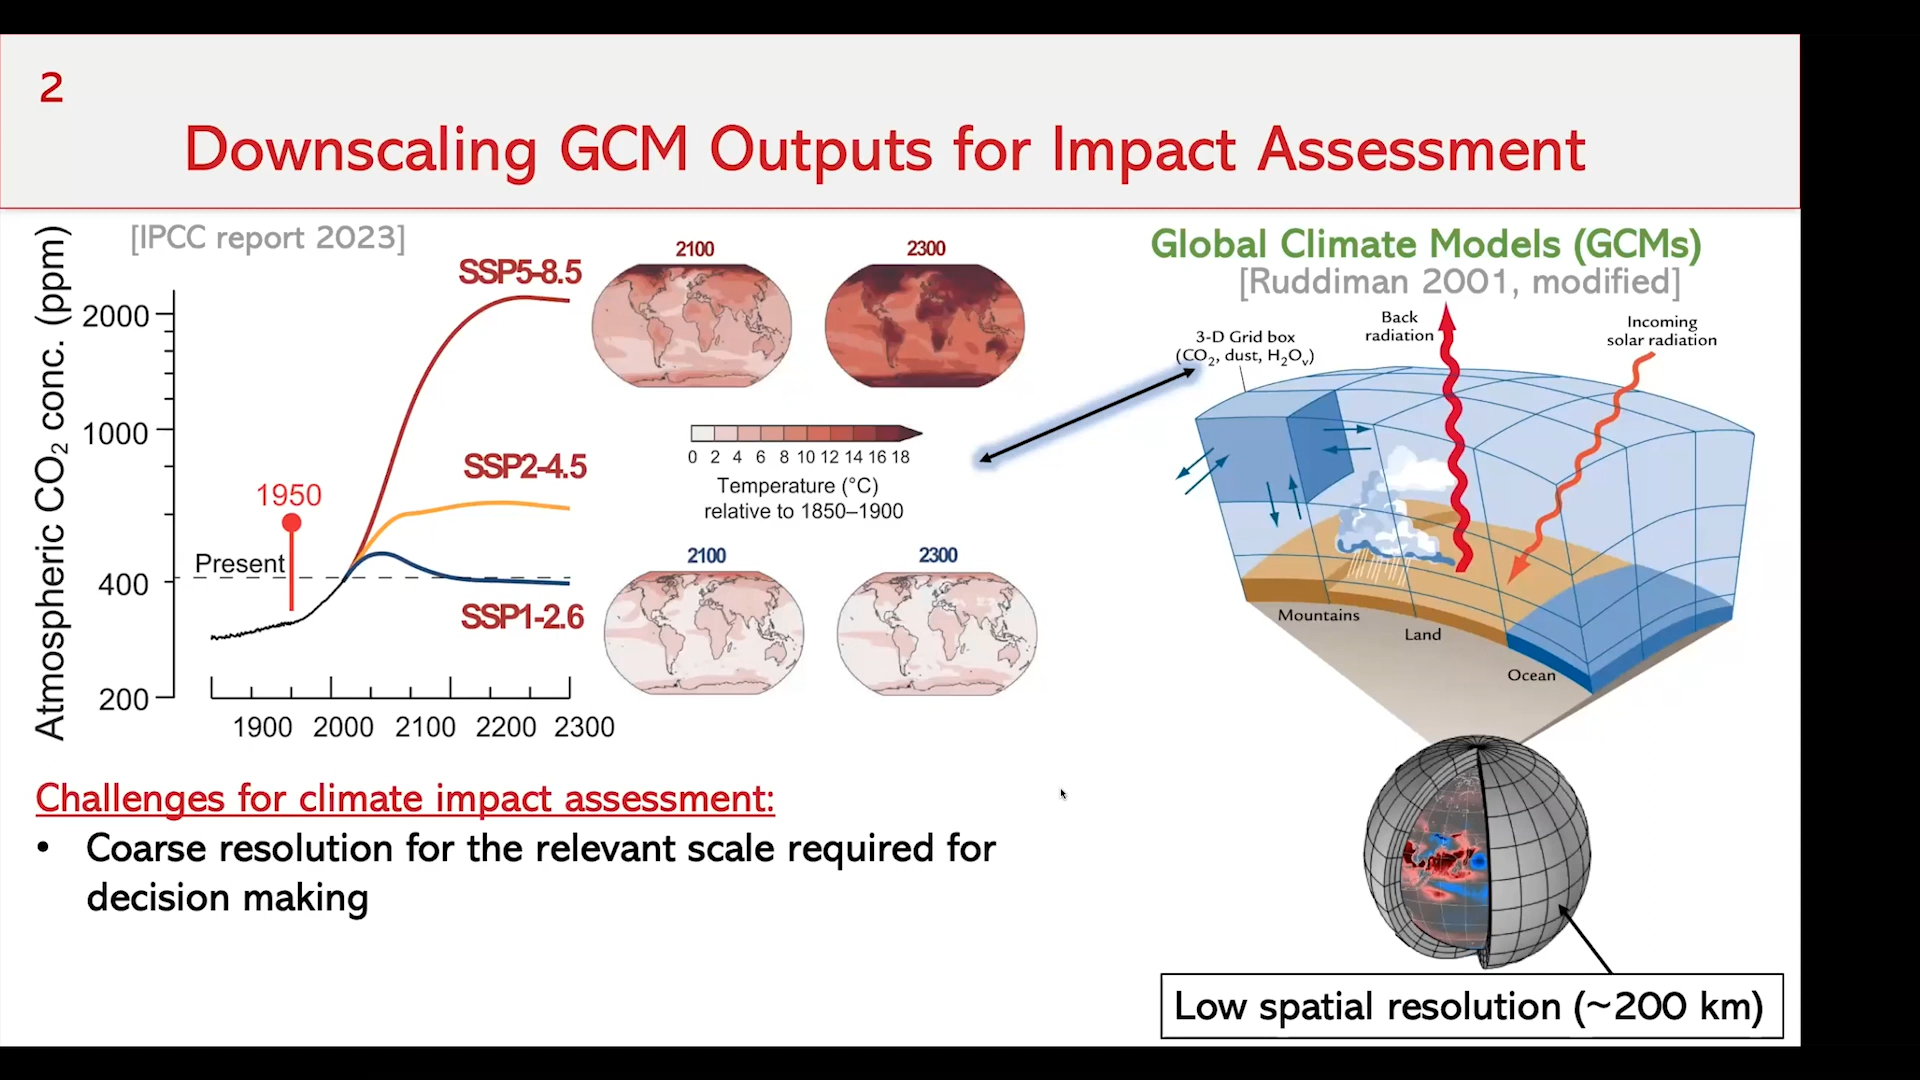 2
Downscaling GCM Outputs for Impact Assessment
[IPCC report 2023]
Atmospheric CO₂ conc. (ppm)
2000
1000
400
200
1900 2000 2100 2200 2300
1950
Present
SSP5-8.5
SSP2-4.5
SSP1-2.6
2100
2300
0 2 4 6 8 10 12 14 16 18
Temperature (°C)
relative to 1850–1900
2100
2300
Global Climate Models (GCMs)
[Ruddiman 2001, modified]
3-D Grid box
(CO₂, dust, H₂Oᵥ)
Back
radiation
Incoming
solar radiation
Mountains
Land
Ocean
Low spatial resolution (~200 km)
Challenges for climate impact assessment:
• Coarse resolution for the relevant scale required for
decision making